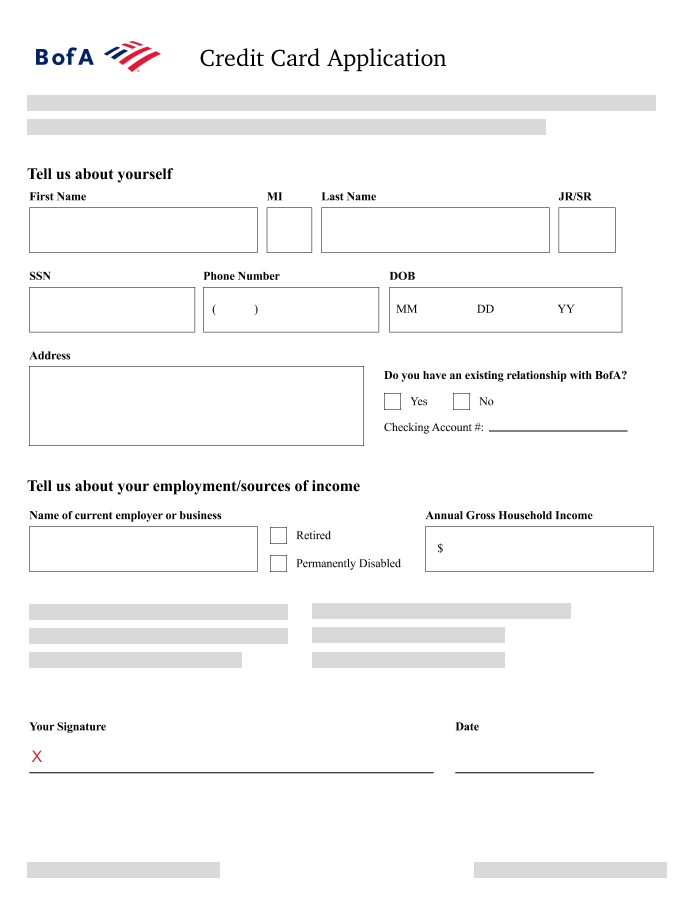 BofA
Credit Card Application
Tell us about yourself
First Name MI Last Name JR/SR
SSN Phone Number DOB
( ) MM DD YY
Address
Do you have an existing relationship with BofA?
Yes No
Checking Account #:
Tell us about your employment/sources of income
Name of current employer or business Annual Gross Household Income
Retired
$
Permanently Disabled
Your Signature Date
X